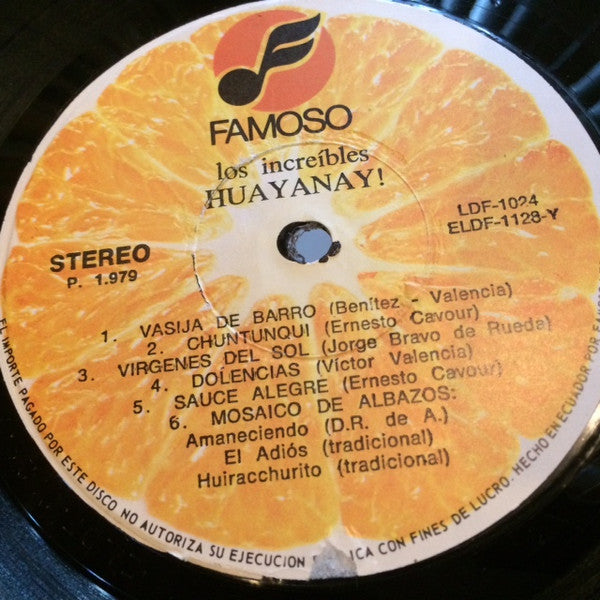 FAMOSO
los increíbles
HUAYANAY!
LDF-1024
ELDF-1128-Y
STEREO
P. 1.979
1. VASIJA DE BARRO (Benítez - Valencia)
2. CHUNTUNQUI (Ernesto Cavour)
3. VIRGENES DEL SOL (Jorge Bravo de Rueda)
4. DOLENCIAS (Víctor Valencia)
5. SAUCE ALEGRE (Ernesto Cavour)
6. MOSAICO DE ALBAZOS:
Amaneciendo (D.R. de A.)
El Adiós (tradicional)
Huiracchurito (tradicional)
EL IMPORTE PAGADO POR ESTE DISCO NO AUTORIZA SU EJECUCION CON FINES DE LUCRO. HECHO EN ECUADOR POR